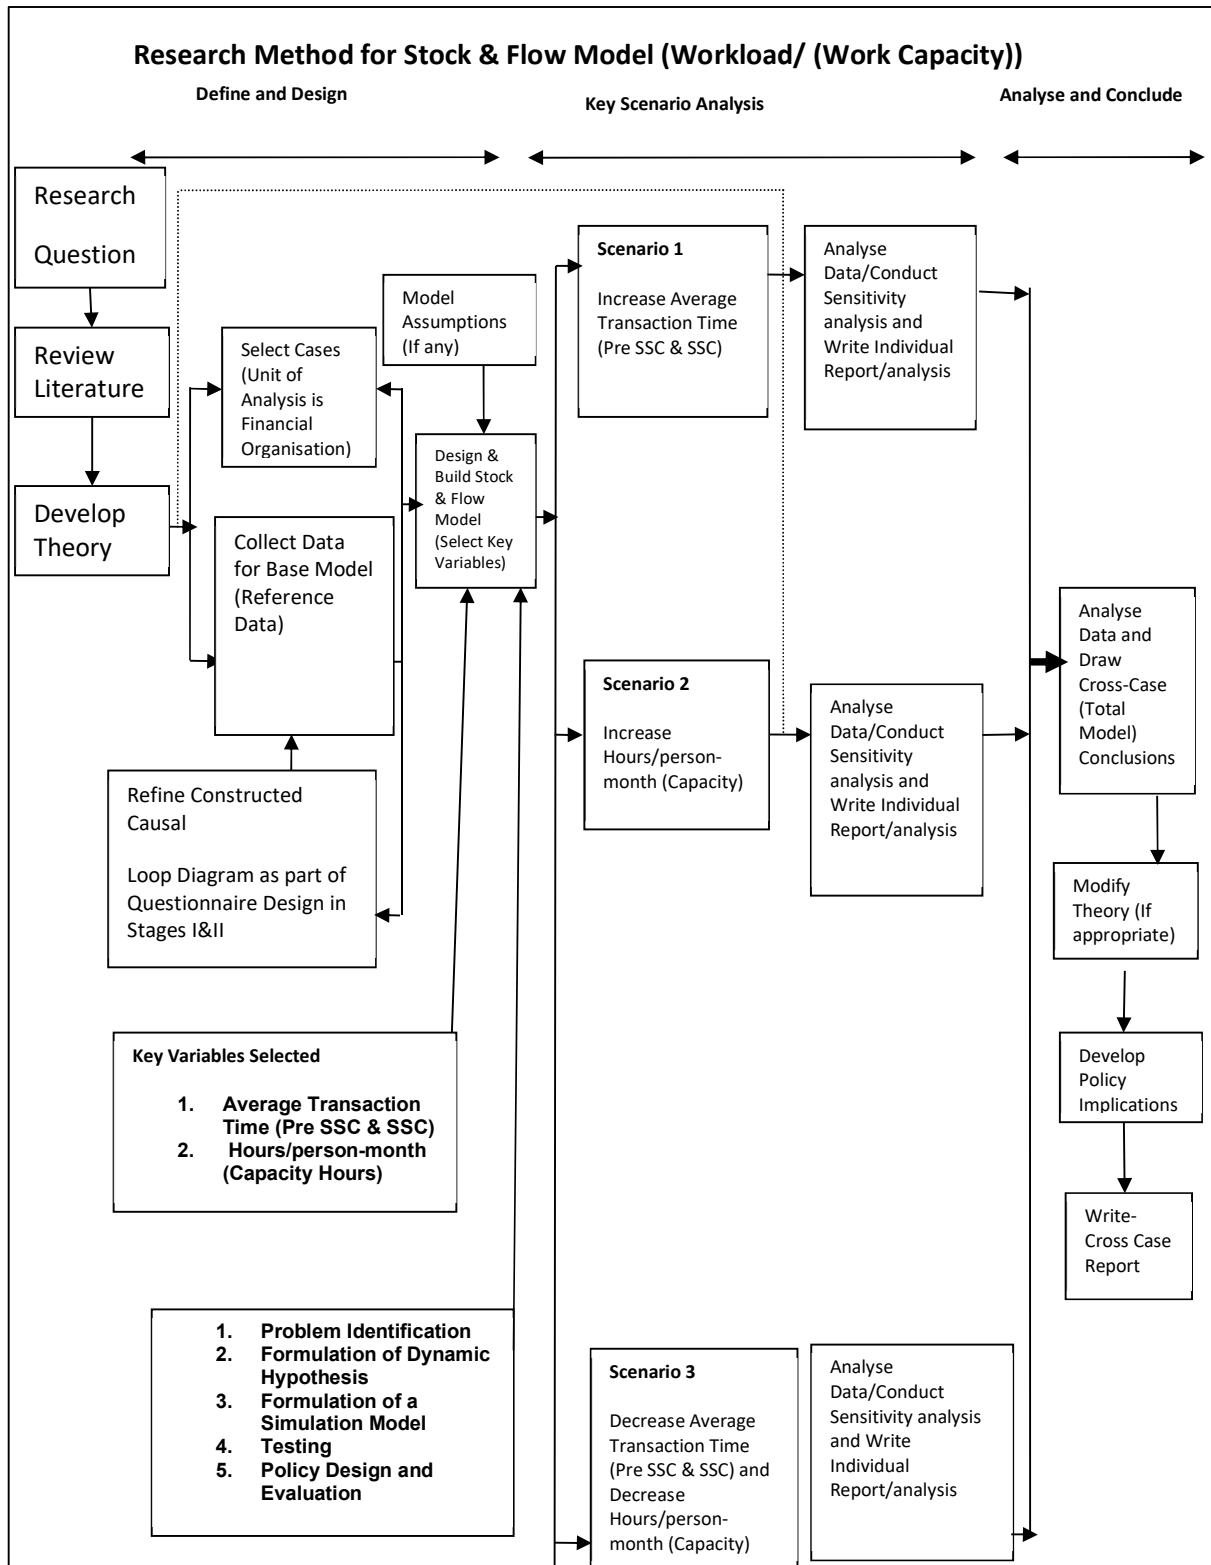 Research Method for Stock & Flow Model (Workload/ (Work Capacity))
Define and Design
Key Scenario Analysis
Analyse and Conclude
Research
Question
Review
Literature
Develop
Theory
Select Cases
(Unit of
Analysis is
Financial
Organisation)
Collect Data
for Base Model
(Reference
Data)
Refine Constructed
Causal
Loop Diagram as part of
Questionnaire Design in
Stages I&II
Model
Assumptions
(If any)
Design &
Build Stock
& Flow
Model
(Select Key
Variables)
Key Variables Selected
1. Average Transaction
Time (Pre SSC & SSC)
2. Hours/person-month
(Capacity Hours)
1. Problem Identification
2. Formulation of Dynamic
Hypothesis
3. Formulation of a
Simulation Model
4. Testing
5. Policy Design and
Evaluation
Scenario 1
Increase Average
Transaction Time
(Pre SSC & SSC)
Analyse
Data/Conduct
Sensitivity
analysis and
Write Individual
Report/analysis
Scenario 2
Increase
Hours/person-
month (Capacity)
Analyse
Data/Conduct
Sensitivity
analysis and
Write Individual
Report/analysis
Scenario 3
Decrease Average
Transaction Time
(Pre SSC & SSC) and
Decrease
Hours/person-
month (Capacity)
Analyse
Data/Conduct
Sensitivity analysis
and Write
Individual
Report/analysis
Analyse
Data and
Draw
Cross-Case
(Total
Model)
Conclusions
Modify
Theory (If
appropriate)
Develop
Policy
Implications
Write-
Cross Case
Report